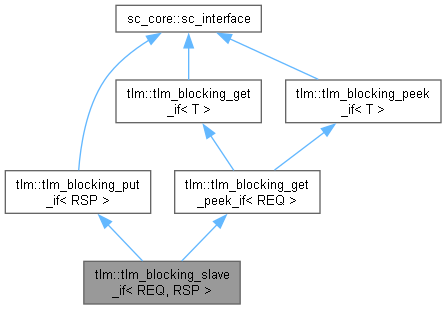 sc_core::sc_interface
tlm::tlm_blocking_get
_if< T >
tlm::tlm_blocking_peek
_if< T >
tlm::tlm_blocking_put
_if< RSP >
tlm::tlm_blocking_get
_peek_if< REQ >
tlm::tlm_blocking_slave
_if< REQ, RSP >